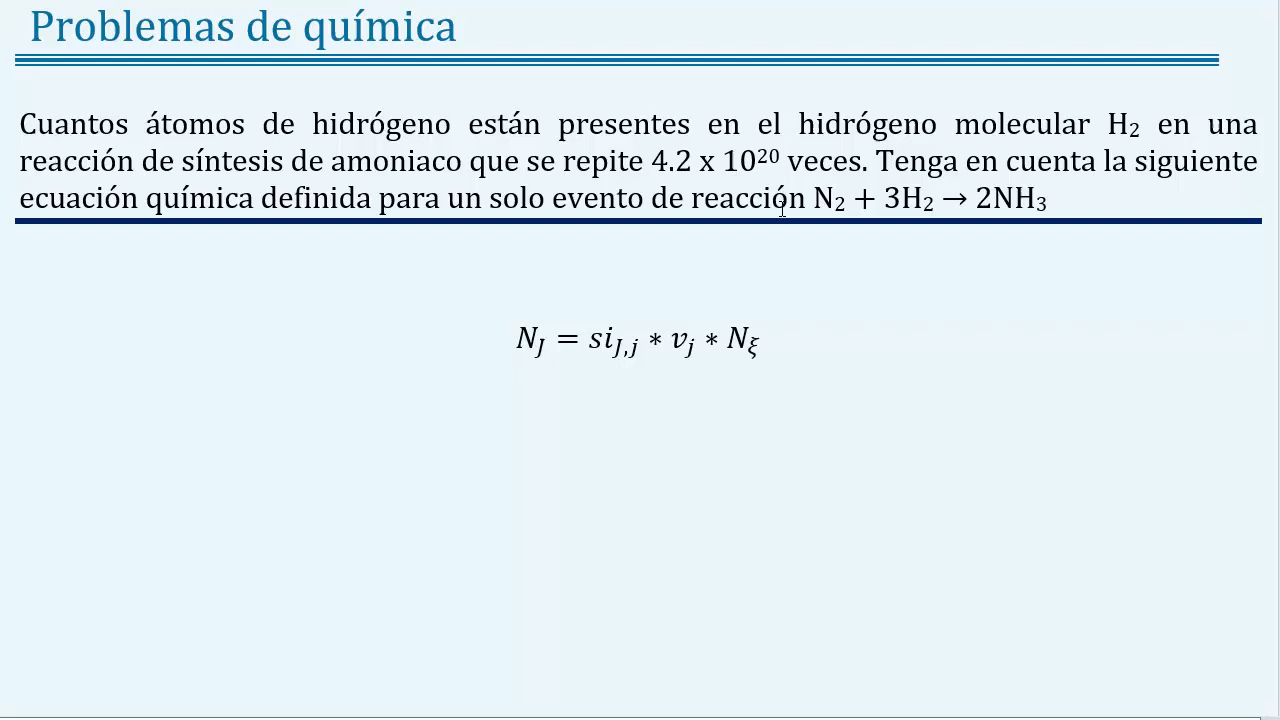 Problemas de química
Cuantos átomos de hidrógeno están presentes en el hidrógeno molecular H₂ en una
reacción de síntesis de amoniaco que se repite 4.2 x 10²⁰ veces. Tenga en cuenta la siguiente
ecuación química definida para un solo evento de reacción N₂ + 3H₂ → 2NH₃
N_J = si_{J,j} * v_j * N_ξ